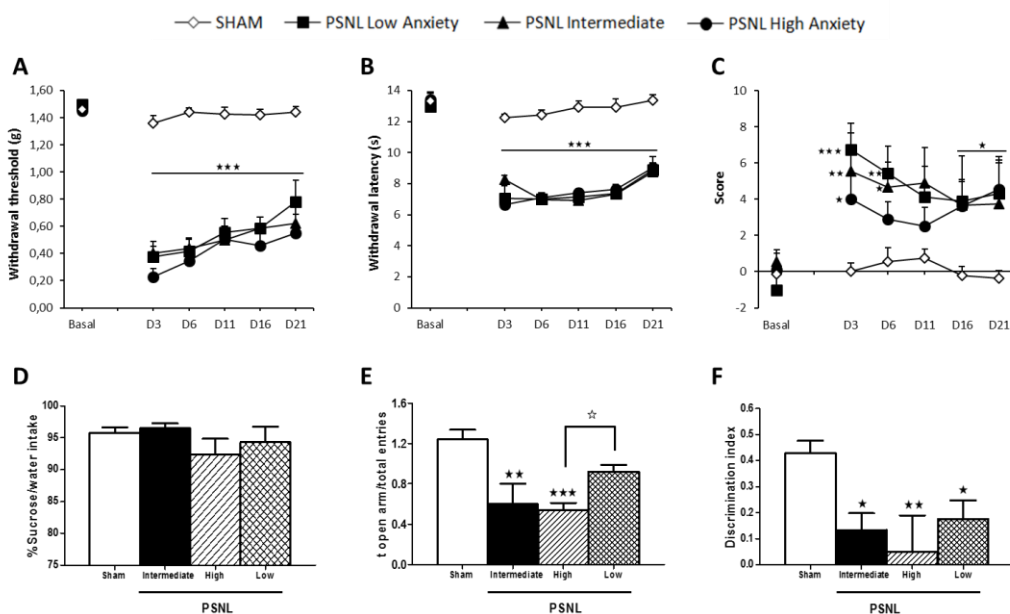 SHAM PSNL Low Anxiety PSNL Intermediate PSNL High Anxiety
A
Withdrawal threshold (g)
1,60
1,40
1,20
1,00
0,80
0,60
0,40
0,20
0,00
★★★
Basal D3 D6 D11 D16 D21
B
Withdrawal latency (s)
14
12
10
8
6
4
2
0
★★★
Basal D3 D6 D11 D16 D21
C
Score
10
8
6
4
2
0
-2
★★★
★★
★
★★
★
★
Basal D3 D6 D11 D16 D21
D
%Sucrose/water intake
100
95
90
85
80
75
Sham Intermediate High Low
PSNL
E
t open arm/total entries
1.6
1.2
0.8
0.4
0.0
★★
★★★
☆
Sham Intermediate High Low
PSNL
F
Discrimination index
0.6
0.5
0.4
0.3
0.2
0.1
0.0
★
★★
★
Sham Intermediate High Low
PSNL